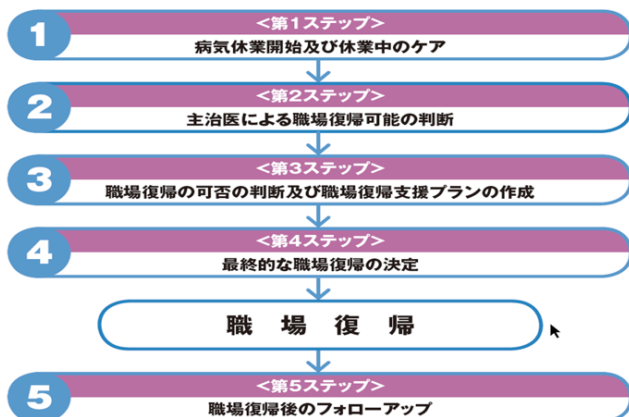 1
<第1ステップ>
病気休業開始及び休業中のケア
2
<第2ステップ>
主治医による職場復帰可能の判断
3
<第3ステップ>
職場復帰の可否の判断及び職場復帰支援プランの作成
4
<第4ステップ>
最終的な職場復帰の決定
職場復帰
5
<第5ステップ>
職場復帰後のフォローアップ